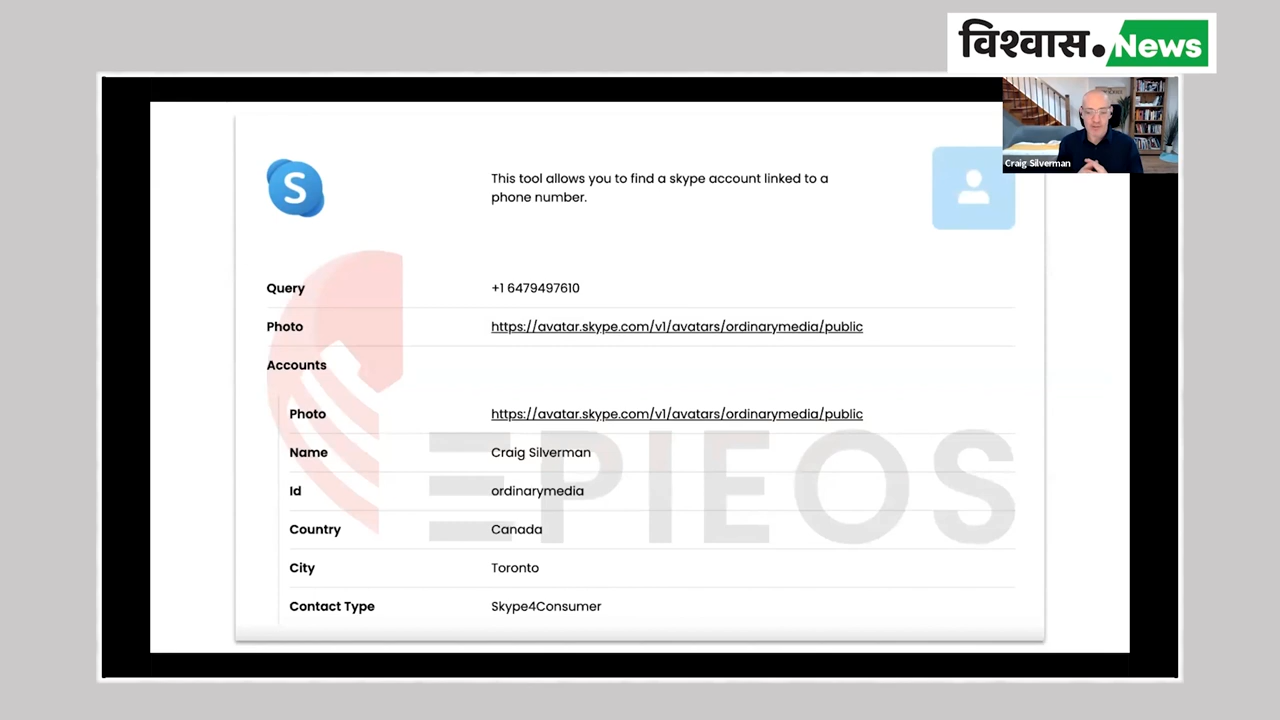 विश्वास.News
Craig Silverman
S
This tool allows you to find a skype account linked to a
phone number.
Query +1 6479497610
Photo https://avatar.skype.com/v1/avatars/ordinarymedia/public
Accounts
Photo https://avatar.skype.com/v1/avatars/ordinarymedia/public
Name Craig Silverman
Id ordinarymedia
Country Canada
City Toronto
Contact Type Skype4Consumer
EPIEOS